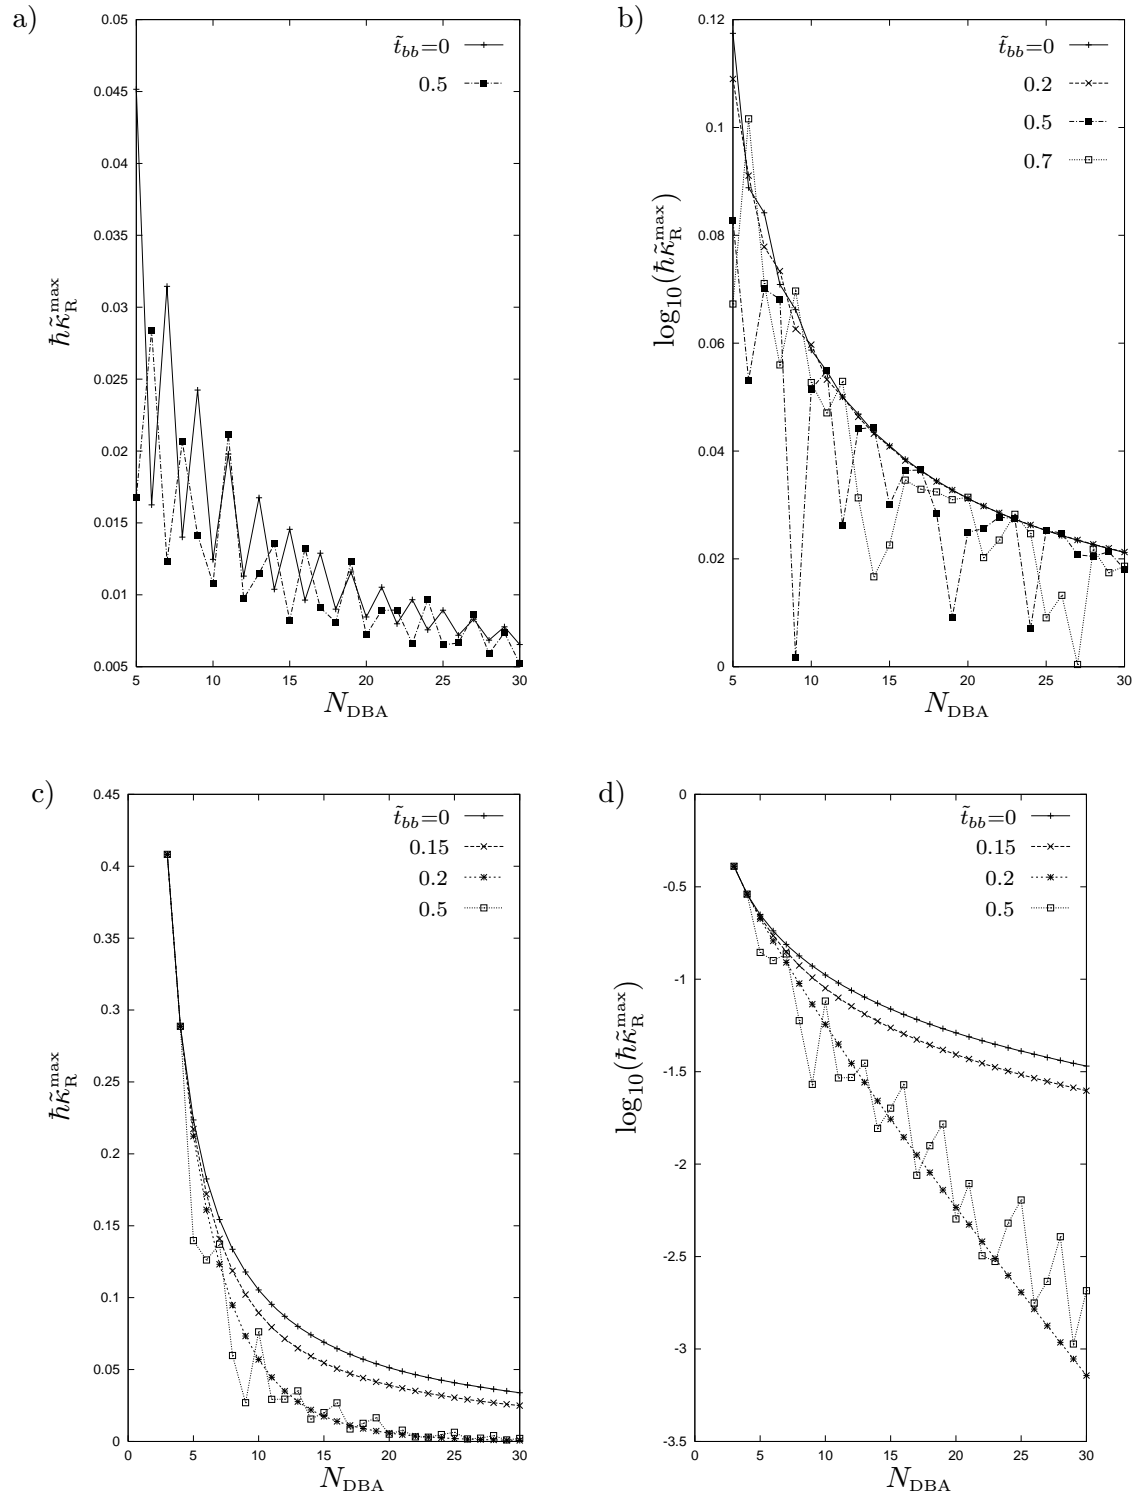 a)
ħκ̃_R^max
0.05
0.045
0.04
0.035
0.03
0.025
0.02
0.015
0.01
0.005
5 10 15 20 25 30
N_DBA
t̃_bb=0
0.5
b)
log₁₀(ħκ̃_R^max)
0.12
0.1
0.08
0.06
0.04
0.02
0
5 10 15 20 25 30
N_DBA
t̃_bb=0
0.2
0.5
0.7
c)
ħκ̃_R^max
0.45
0.4
0.35
0.3
0.25
0.2
0.15
0.1
0.05
0
0 5 10 15 20 25 30
N_DBA
t̃_bb=0
0.15
0.2
0.5
d)
log₁₀(ħκ̃_R^max)
0
-0.5
-1
-1.5
-2
-2.5
-3
-3.5
0 5 10 15 20 25 30
N_DBA
t̃_bb=0
0.15
0.2
0.5